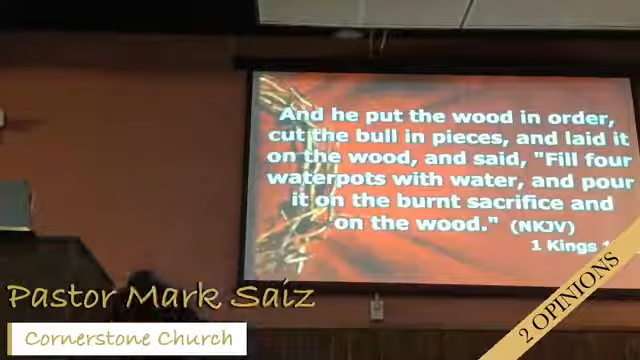 And he put the wood in order,
cut the bull in pieces, and laid it
on the wood, and said, "Fill four
waterpots with water, and pour
it on the burnt sacrifice and
on the wood." (NKJV)
1 Kings
Pastor Mark Saiz
Cornerstone Church
2 OPINIONS